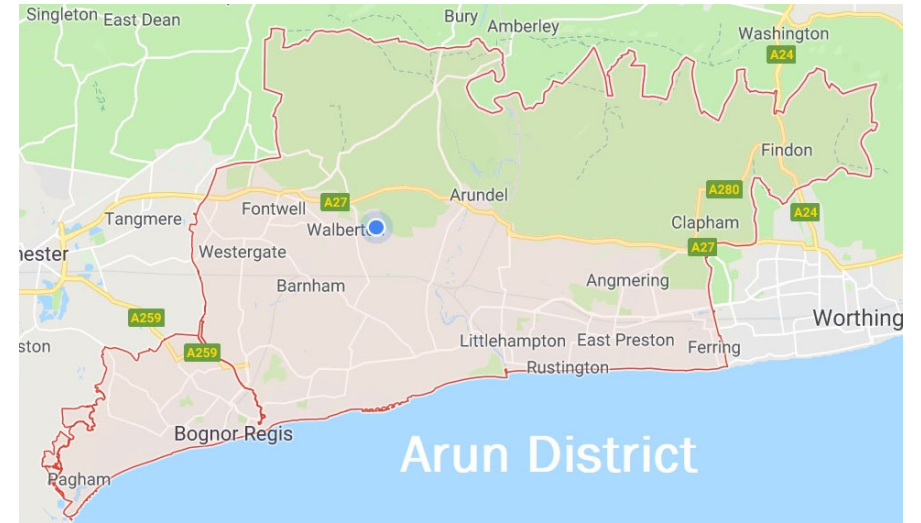 Singleton
East Dean
Bury
Amberley
Washington
A24
Findon
A280
A24
Arundel
Fontwell
A27
Tangmere
Walberto
Clapham
A27
Westergate
hester
Barnham
Angmering
A259
Worthing
ston
A259
Littlehampton
East Preston
Ferring
Rustington
Bognor Regis
Arun District
Pagham